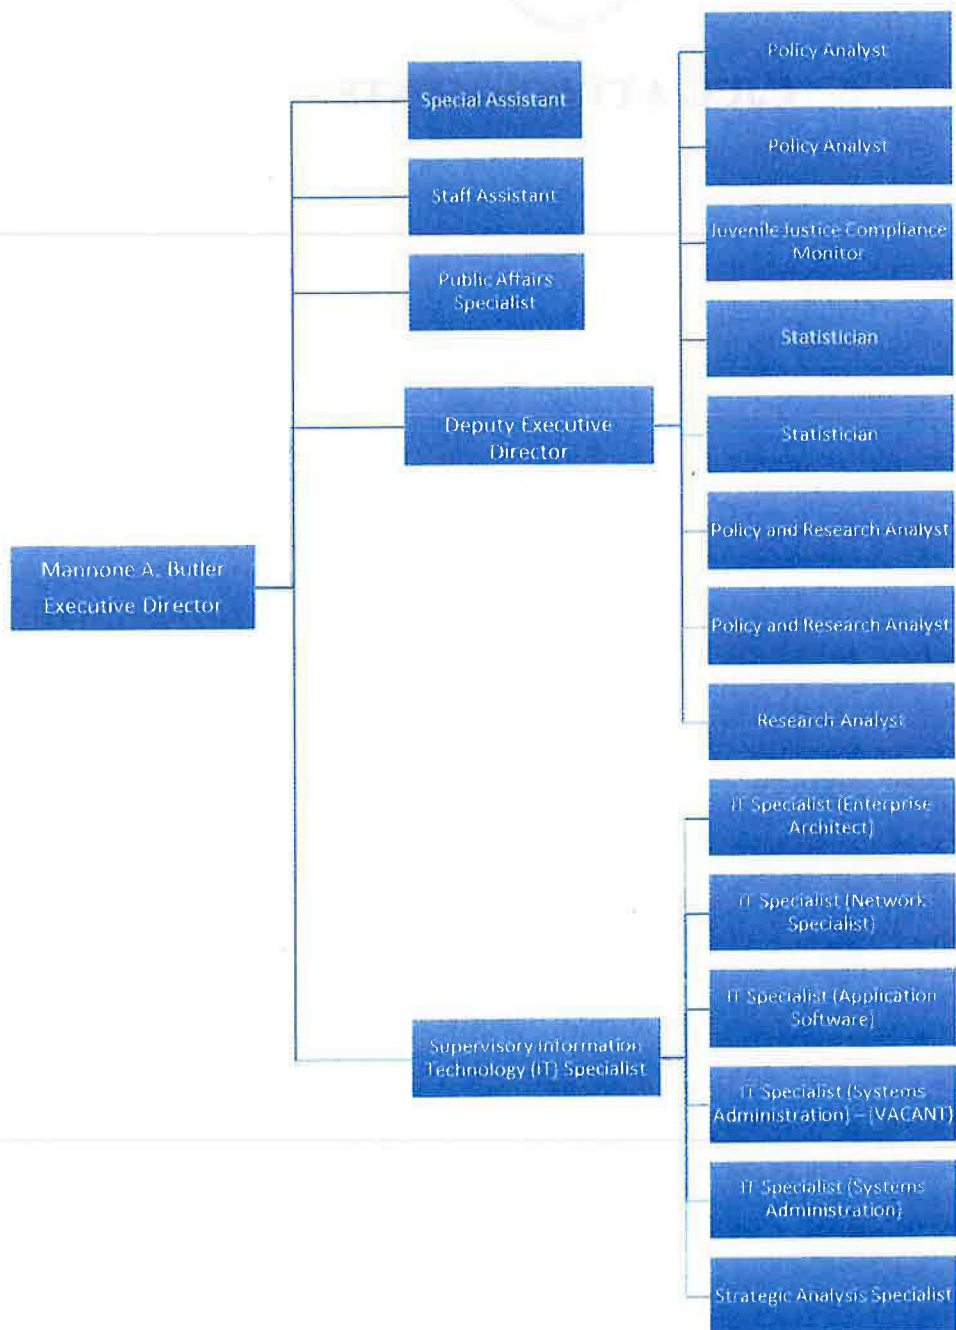 Mannone A. Butler
Executive Director
Special Assistant
Staff Assistant
Public Affairs
Specialist
Deputy Executive
Director
Supervisory Information
Technology (IT) Specialist
Policy Analyst
Policy Analyst
Juvenile Justice Compliance
Monitor
Statistician
Statistician
Policy and Research Analyst
Policy and Research Analyst
Research Analyst
IT Specialist (Enterprise
Architect)
IT Specialist (Network
Specialist)
IT Specialist (Application
Software)
IT Specialist (Systems
Administration) – (VACANT)
IT Specialist (Systems
Administration)
Strategic Analysis Specialist